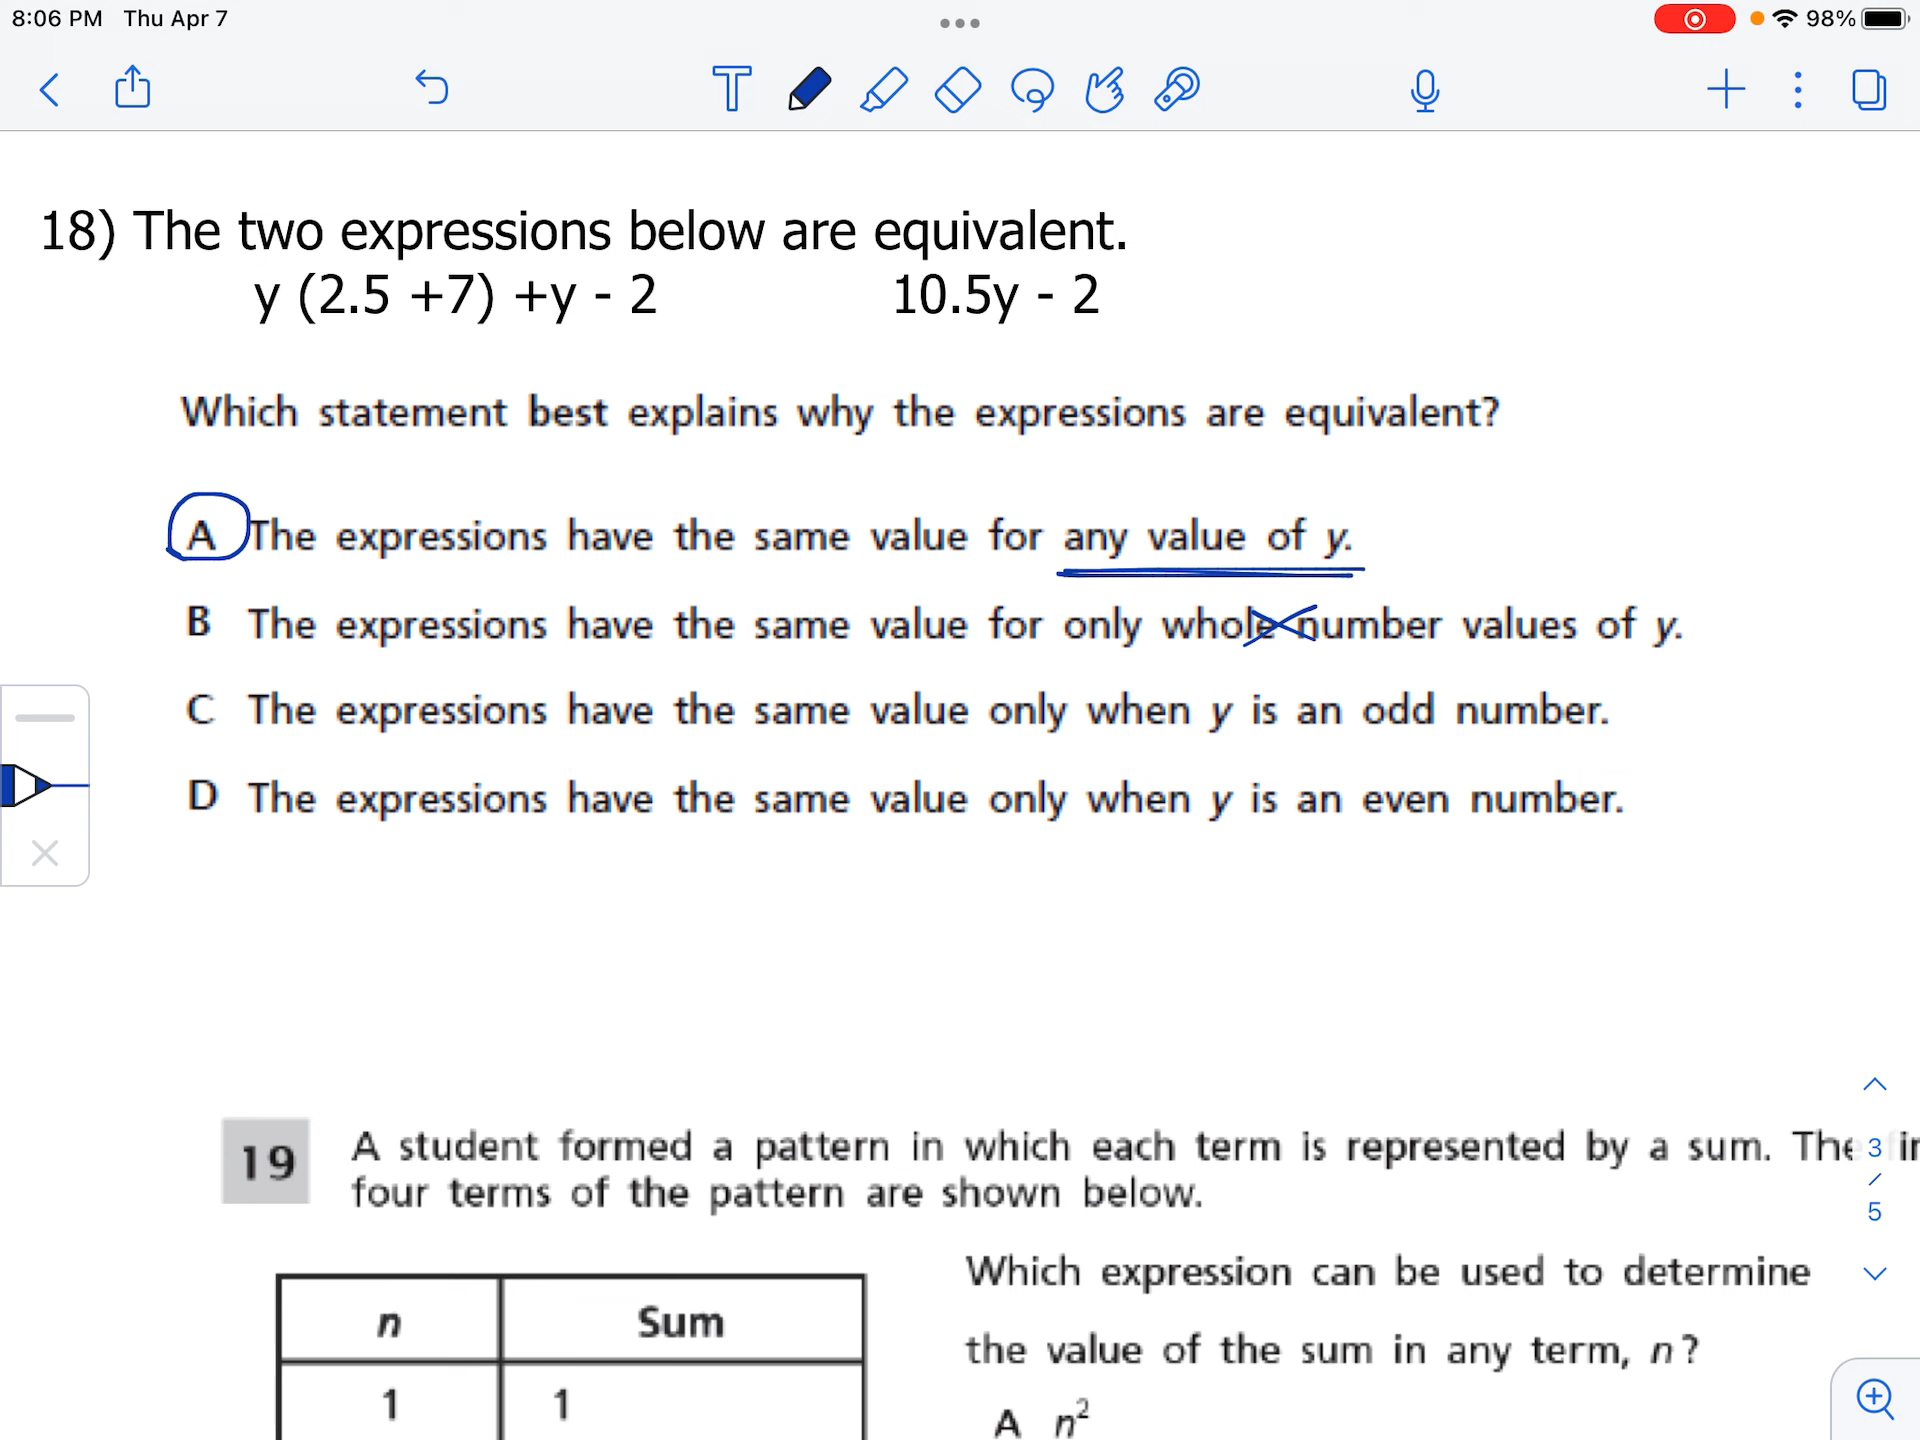 8:06 PM Thu Apr 7
98%
18) The two expressions below are equivalent.
y (2.5 +7) +y - 2 10.5y - 2
Which statement best explains why the expressions are equivalent?
A The expressions have the same value for any value of y.
B The expressions have the same value for only whole number values of y.
C The expressions have the same value only when y is an odd number.
D The expressions have the same value only when y is an even number.
19 A student formed a pattern in which each term is represented by a sum. The
four terms of the pattern are shown below.
3
/
5
n Sum
1 1
Which expression can be used to determine
the value of the sum in any term, n?
A n²